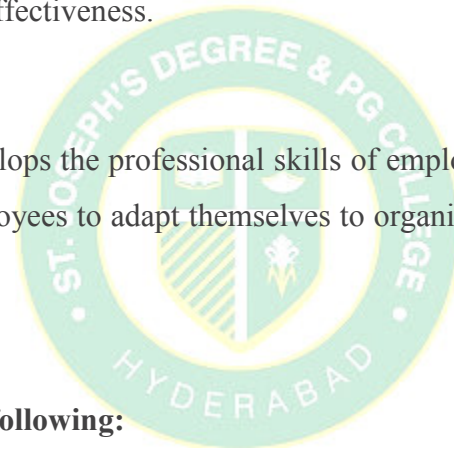 ffectiveness.
lops the professional skills of emplo
oyees to adapt themselves to organi
following:
ST. JOSEPH'S DEGREE & PG COLLEGE
HYDERABAD